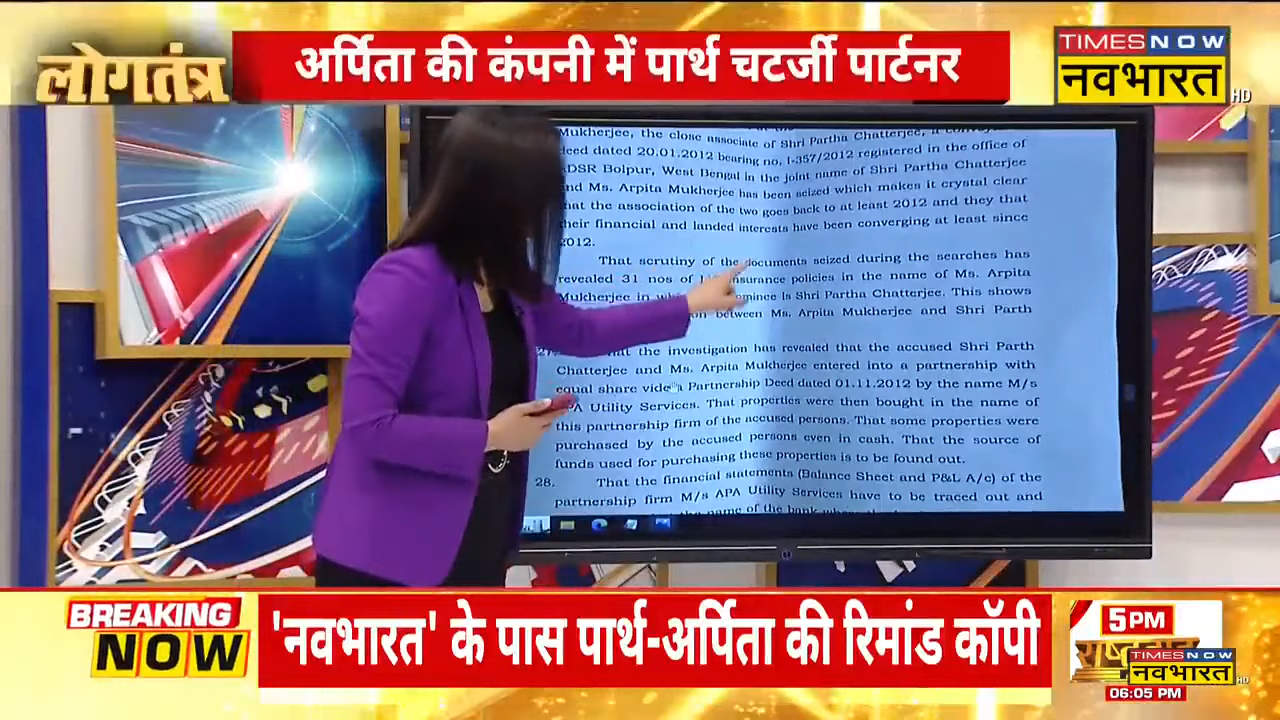 लोगतंत्र
अर्पिता की कंपनी में पार्थ चटर्जी पार्टनर
TIMES NOW
नवभारत
HD
Mukherjee, the close associate of Shri Partha Chatterjee, a
deed dated 20.01.2012 bearing no. I-357/2012 registered in the office of
ADSR Bolpur, West Bengal in the joint name of Shri Partha Chatterjee
and Ms. Arpita Mukherjee has been seized which makes it crystal clear
that the association of the two goes back to at least 2012 and they that
their financial and landed interests have been converging at least since
2012.
That scrutiny of the documents seized during the searches has
revealed 31 nos of insurance policies in the name of Ms. Arpita
Mukherjee in is Shri Partha Chatterjee. This shows
between Ms. Arpita Mukherjee and Shri Parth
the investigation has revealed that the accused Shri Parth
Chatterjee and Ms. Arpita Mukherjee entered into a partnership with
equal share vide a Partnership Deed dated 01.11.2012 by the name M/s
APA Utility Services. That properties were then bought in the name of
this partnership firm of the accused persons. That some properties were
purchased by the accused persons even in cash. That the source of
funds used for purchasing these properties is to be found out.
28. That the financial statements (Balance Sheet and P&L A/c) of the
partnership firm M/s APA Utility Services have to be traced out and
name of the bank
BREAKING
NOW
'नवभारत' के पास पार्थ-अर्पिता की रिमांड कॉपी
5PM
TIMES NOW
नवभारत
HD
06:05 PM